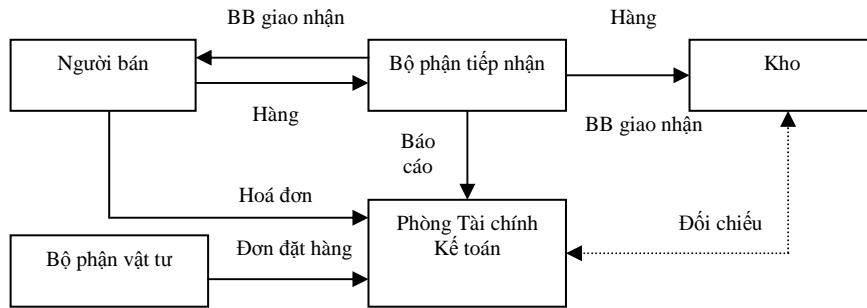 BB giao nhận
Hàng
Người bán
Bộ phận tiếp nhận
Kho
Hàng
BB giao nhận
Báo
cáo
Hoá đơn
Phòng Tài chính
Kế toán
Đối chiếu
Bộ phận vật tư
Đơn đặt hàng